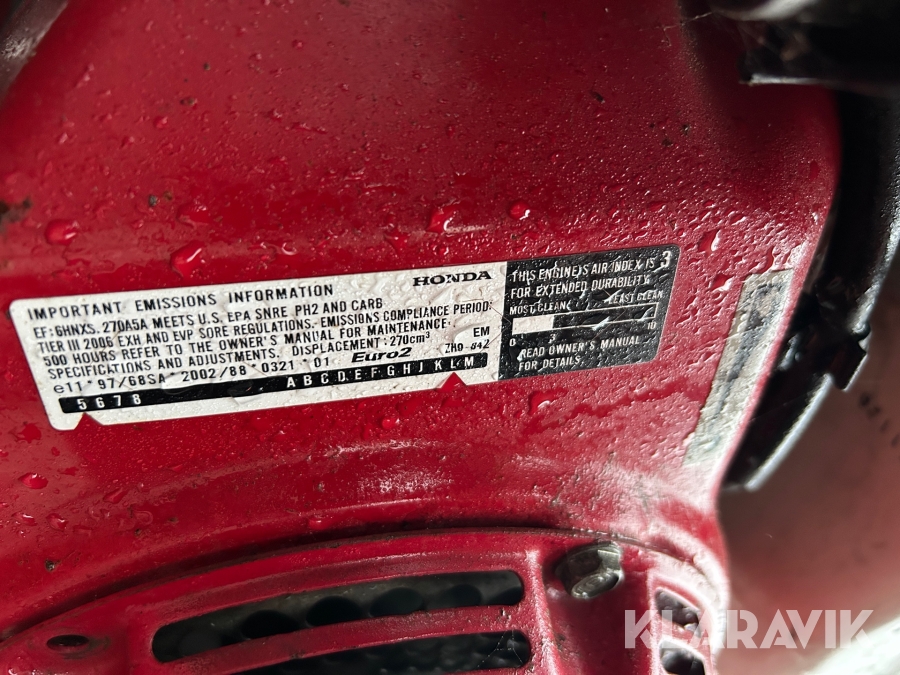 HONDA
IMPORTANT EMISSIONS INFORMATION
EF:6HNXS.270A5A MEETS U.S. EPA SNRE PH2 AND CARB
TIER III 2006 EXH AND EVP SORE REGULATIONS. EMISSIONS COMPLIANCE PERIOD:
500 HOURS REFER TO THE OWNER'S MANUAL FOR MAINTENANCE,
SPECIFICATIONS AND ADJUSTMENTS. DISPLACEMENT:270cm³ EM
e11*97/68SA*2002/88*0321*01 Euro2 ZH9-842
5678 ABCDEFGHJKLM
THIS ENGINE'S AIR INDEX IS 3
FOR EXTENDED DURABILITY
MOST CLEAN LEAST CLEAN
0 3 10
READ OWNER'S MANUAL
FOR DETAILS.
KLARAVIK